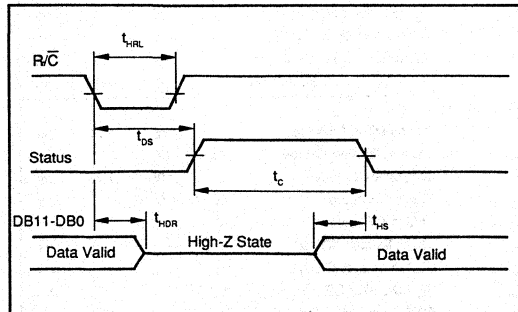 t_HRL
R/C̅
t_DS
Status
t_C
DB11-DB0
t_HDR
High-Z State
t_HS
Data Valid
Data Valid